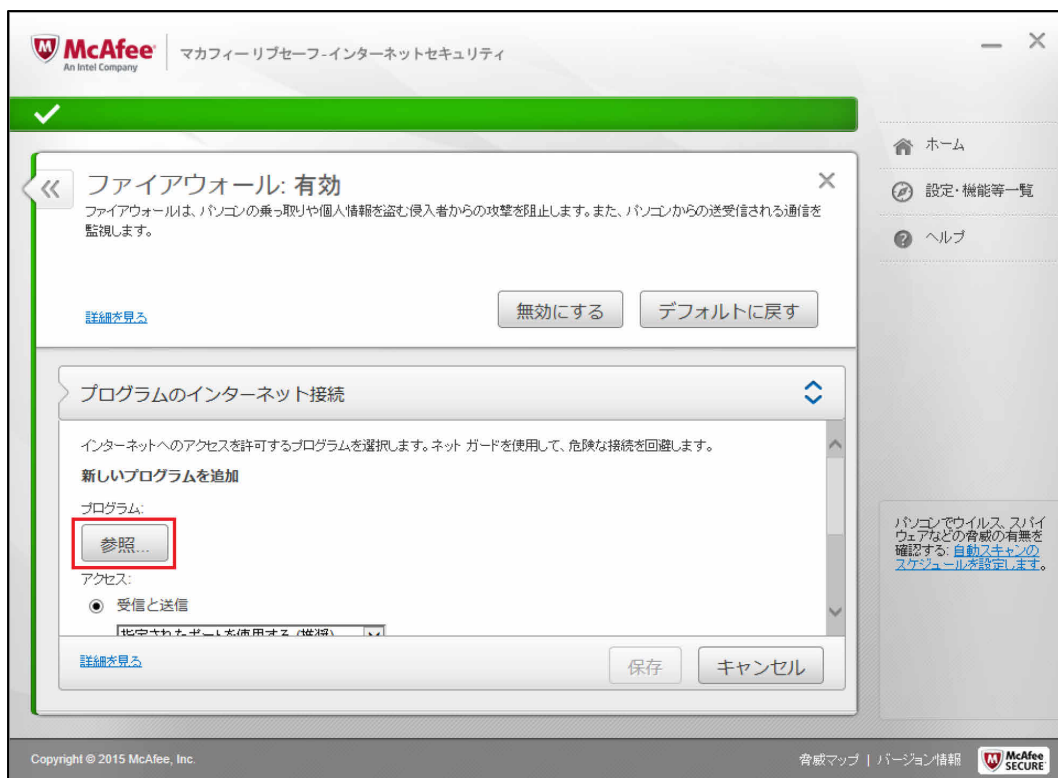 McAfee
An Intel Company
マカフィー リブセーフ-インターネットセキュリティ
ホーム
設定・機能等一覧
ヘルプ
ファイアウォール: 有効
ファイアウォールは、パソコンの乗っ取りや個人情報を盗む侵入者からの攻撃を阻止します。また、パソコンからの送受信される通信を
監視します。
詳細を見る
無効にする
デフォルトに戻す
プログラムのインターネット接続
インターネットへのアクセスを許可するプログラムを選択します。ネット ガードを使用して、危険な接続を回避します。
新しいプログラムを追加
プログラム:
参照...
アクセス:
受信と送信
指定されたポートを使用する (推奨)
詳細を見る
保存
キャンセル
パソコンでウイルス、スパイ
ウェアなどの脅威の有無を
確認する: 自動スキャンの
スケジュールを設定します。
Copyright © 2015 McAfee, Inc.
脅威マップ | バージョン情報
McAfee
SECURE